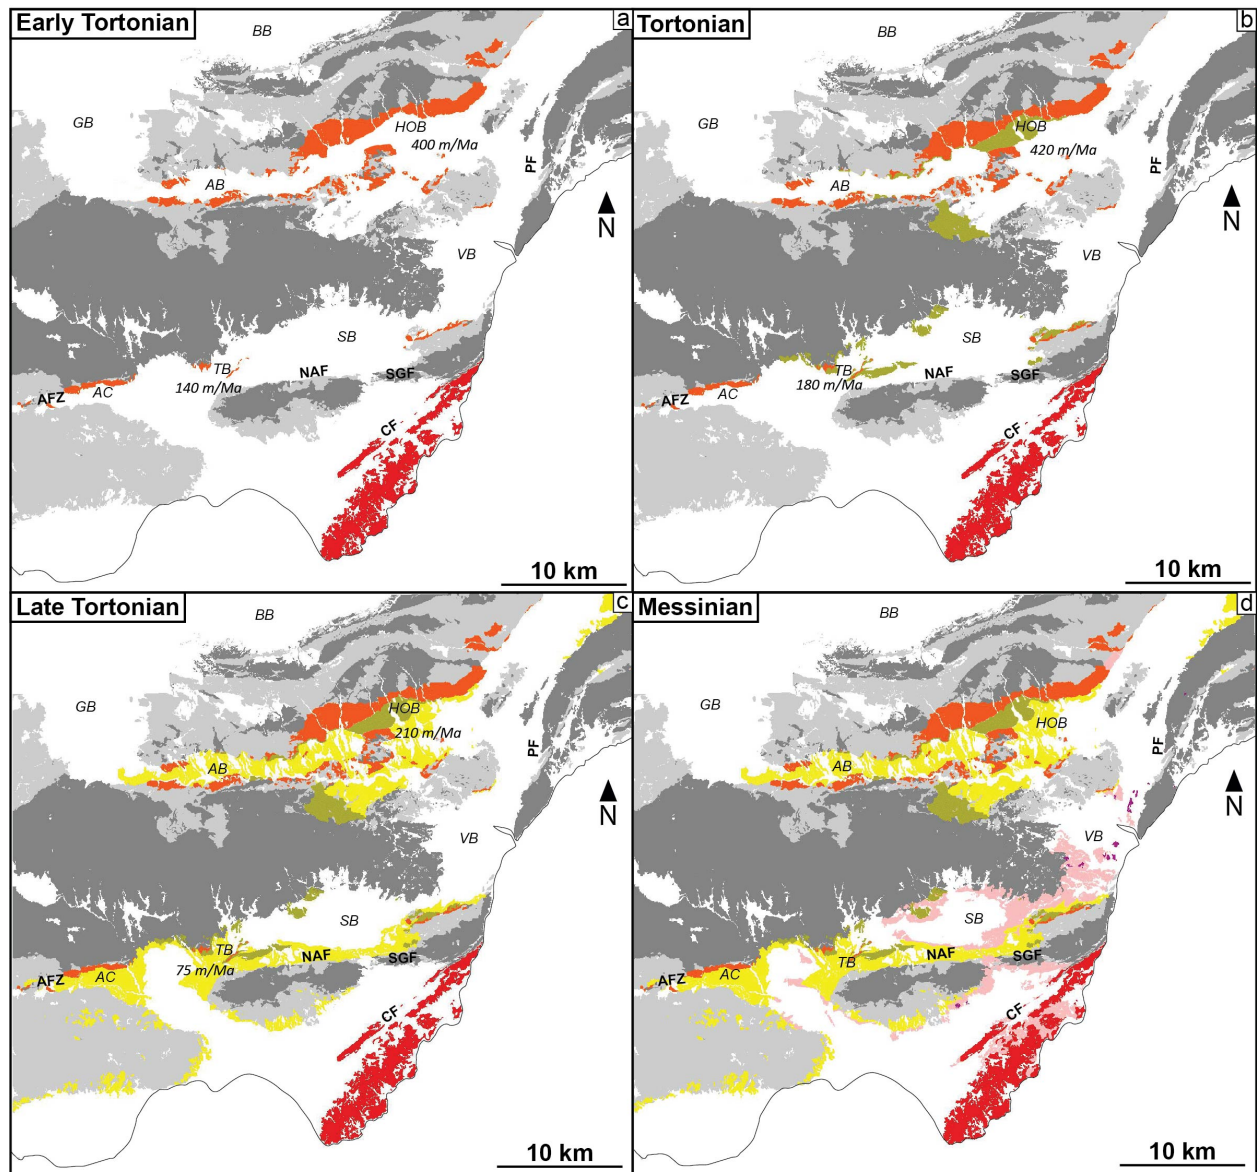 Early Tortonian
a
BB
GB
HOB
400 m/Ma
PF
AB
N
VB
SB
TB
NAF
140 m/Ma
SGF
AFZ
AC
CF
10 km
Tortonian
b
BB
GB
HOB
420 m/Ma
PF
AB
N
VB
SB
TB
NAF
180 m/Ma
SGF
AFZ
AC
CF
10 km
Late Tortonian
c
BB
GB
HOB
210 m/Ma
PF
AB
N
VB
SB
TB
NAF
75 m/Ma
SGF
AFZ
AC
CF
10 km
Messinian
d
BB
GB
HOB
PF
AB
N
VB
SB
TB
NAF
SGF
AFZ
AC
CF
10 km